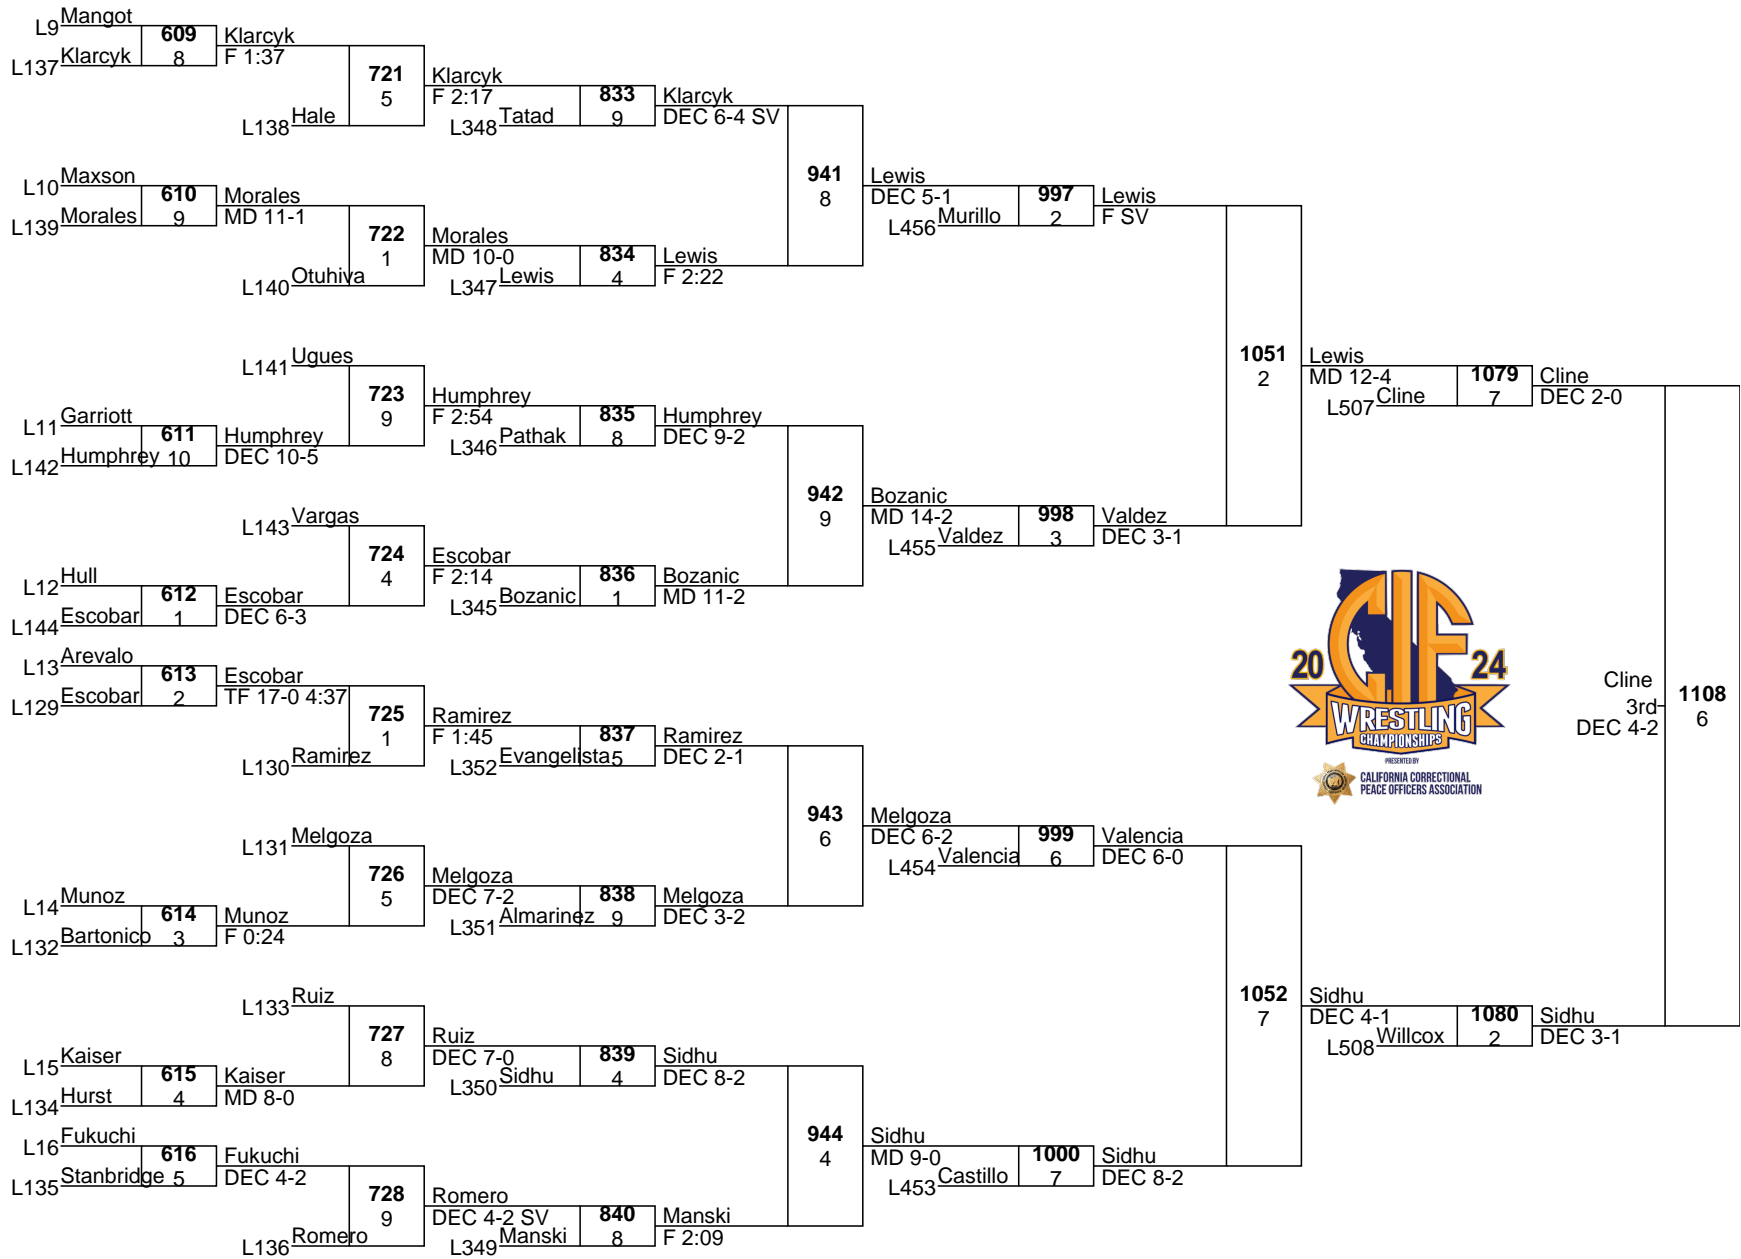 L9 Mangot
609
8
L137 Klarcyk
Klarcyk
F 1:37
721
5
L138 Hale
Klarcyk
F 2:17
L348 Tatad
833
9
Klarcyk
DEC 6-4 SV
L10 Maxson
610
9
L139 Morales
Morales
MD 11-1
722
1
L140 Otuhiva
Morales
MD 10-0
L347 Lewis
834
4
Lewis
F 2:22
941
8
Lewis
DEC 5-1
L456 Murillo
997
2
Lewis
F SV
L141 Ugues
723
9
L11 Garriott
611
10
L142 Humphrey
Humphrey
DEC 10-5
Humphrey
F 2:54
L346 Pathak
835
8
Humphrey
DEC 9-2
L143 Vargas
724
4
L12 Hull
612
1
L144 Escobar
Escobar
DEC 6-3
Escobar
F 2:14
L345 Bozanic
836
1
Bozanic
MD 11-2
942
9
Bozanic
MD 14-2
L455 Valdez
998
3
Valdez
DEC 3-1
1051
2
Lewis
MD 12-4
L507 Cline
1079
7
Cline
DEC 2-0
L13 Arevalo
613
2
L129 Escobar
Escobar
TF 17-0 4:37
725
1
L130 Ramirez
Ramirez
F 1:45
L352 Evangelista
837
5
Ramirez
DEC 2-1
L131 Melgoza
726
5
L14 Munoz
614
3
L132 Bartonico
Munoz
F 0:24
Melgoza
DEC 7-2
L351 Almarinez
838
9
Melgoza
DEC 3-2
943
6
Melgoza
DEC 6-2
L454 Valencia
999
6
Valencia
DEC 6-0
L133 Ruiz
727
8
L15 Kaiser
615
4
L134 Hurst
Kaiser
MD 8-0
Ruiz
DEC 7-0
L350 Sidhu
839
4
Sidhu
DEC 8-2
L16 Fukuchi
616
5
L135 Stanbridge
Fukuchi
DEC 4-2
728
9
L136 Romero
Romero
DEC 4-2 SV
L349 Manski
840
8
Manski
F 2:09
944
4
Sidhu
MD 9-0
L453 Castillo
1000
7
Sidhu
DEC 8-2
1052
7
Sidhu
DEC 4-1
L508 Willcox
1080
2
Sidhu
DEC 3-1
Cline
3rd
DEC 4-2
1108
6
20 CIF 24
WRESTLING
CHAMPIONSHIPS
PRESENTED BY
CALIFORNIA CORRECTIONAL
PEACE OFFICERS ASSOCIATION